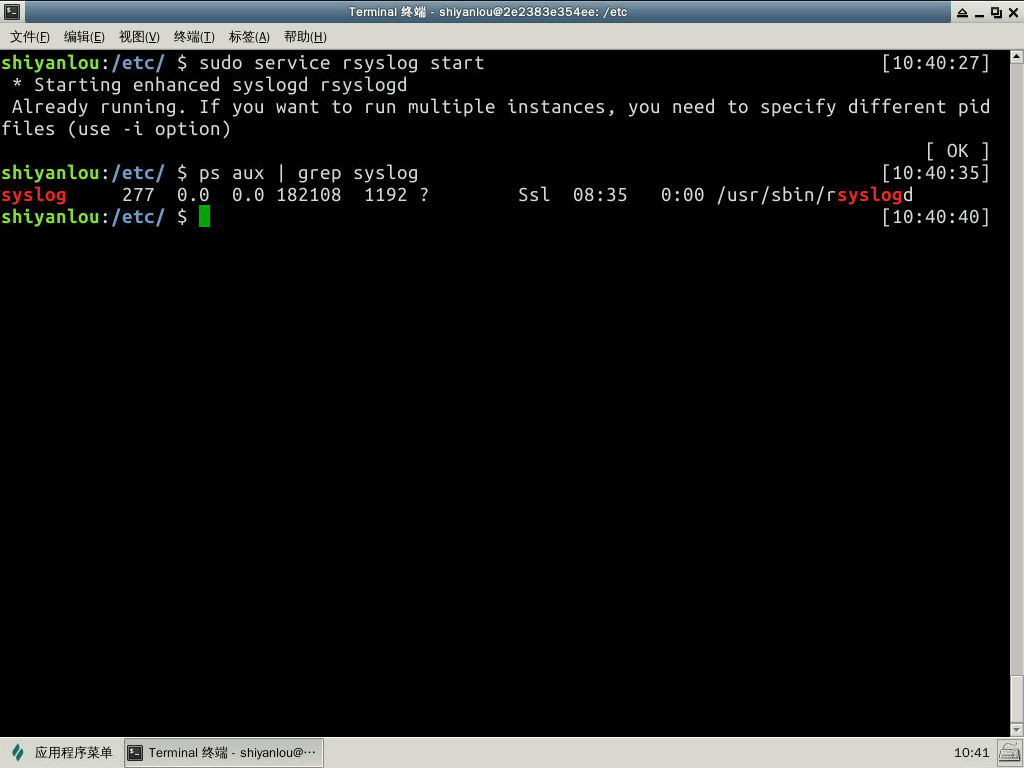 Terminal 终端 - shiyanlou@2e2383e354ee: /etc
文件(F) 编辑(E) 视图(V) 终端(T) 标签(A) 帮助(H)
shiyanlou:/etc/ $ sudo service rsyslog start [10:40:27]
* Starting enhanced syslogd rsyslogd
Already running. If you want to run multiple instances, you need to specify different pid
files (use -i option)
[ OK ]
shiyanlou:/etc/ $ ps aux | grep syslog [10:40:35]
syslog 277 0.0 0.0 182108 1192 ? Ssl 08:35 0:00 /usr/sbin/rsyslogd
shiyanlou:/etc/ $ [10:40:40]
应用程序菜单 Terminal 终端 - shiyanlou@⋯ 10:41